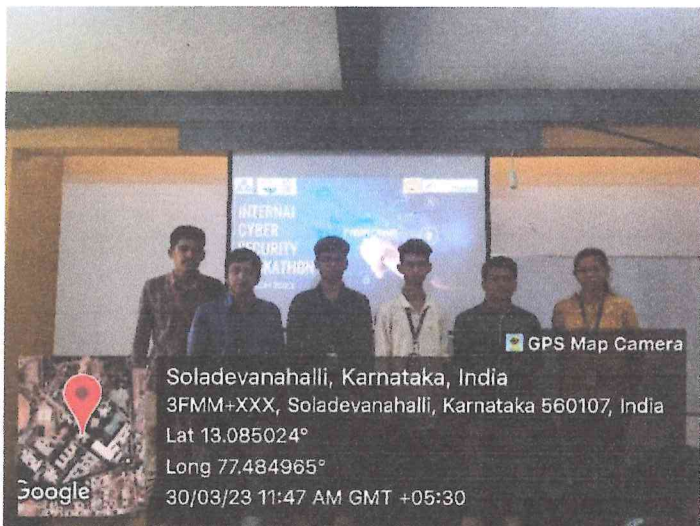 INTERNAL
CYBER
SECURITY
HACKATHON
GPS Map Camera
Soladevanahalli, Karnataka, India
3FMM+XXX, Soladevanahalli, Karnataka 560107, India
Lat 13.085024°
Long 77.484965°
30/03/23 11:47 AM GMT +05:30
Google